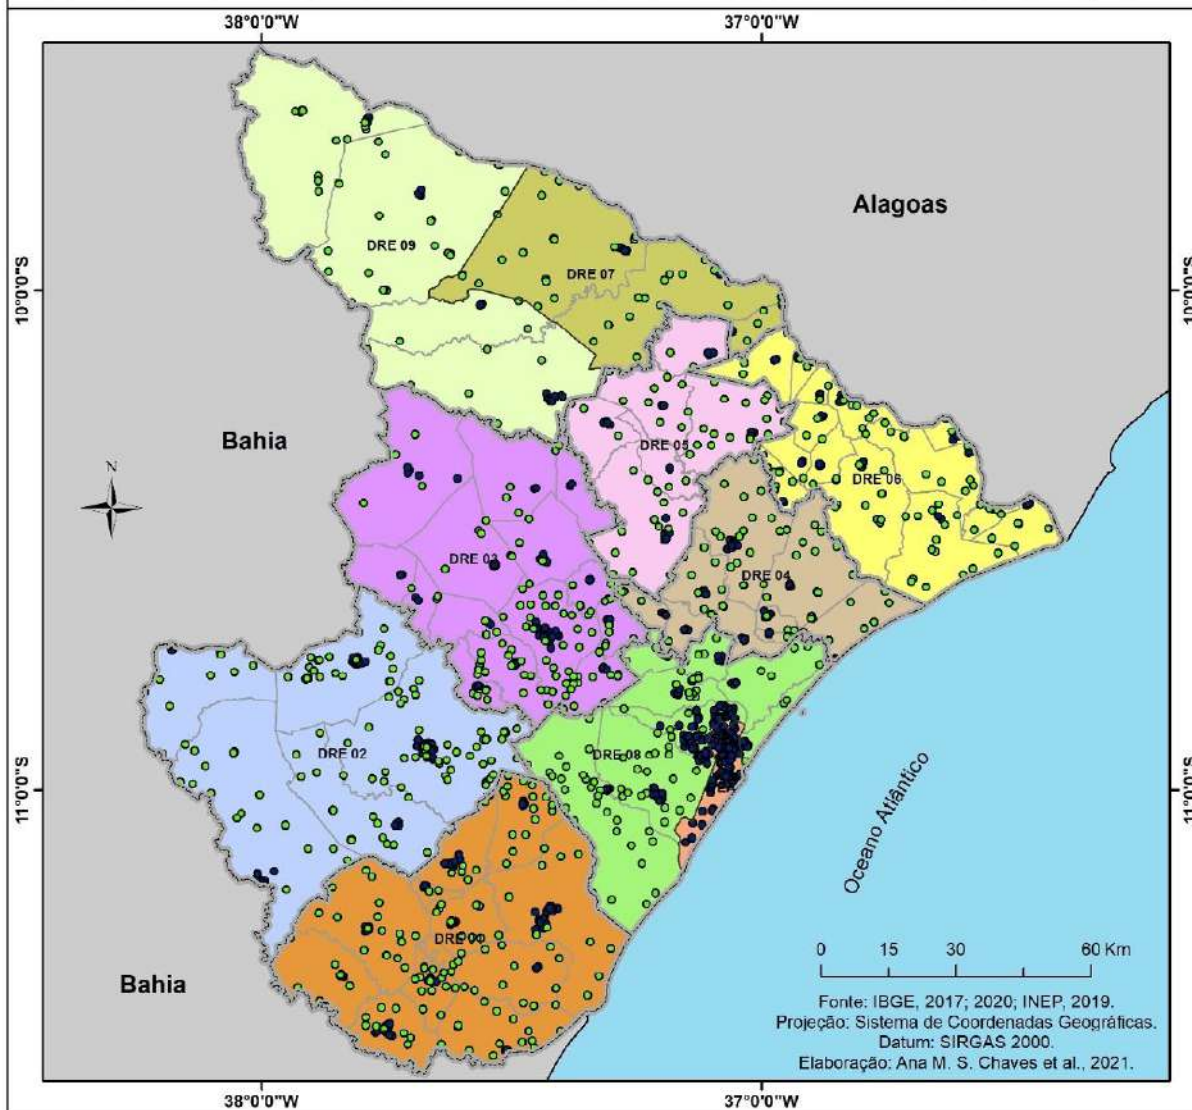 38°0'0"W 37°0'0"W
Alagoas
DRE 09
DRE 07
10°0'0"S 10°0'0"S
Bahia
DRE 05
N
DRE 06
DRE 03
DRE 04
DRE 02
DRE 08
Oceano Atlântico
11°0'0"S 11°0'0"S
DRE
Bahia
0 15 30 60 Km
Fonte: IBGE, 2017; 2020; INEP, 2019.
Projeção: Sistema de Coordenadas Geográficas.
Datum: SIRGAS 2000.
Elaboração: Ana M. S. Chaves et al., 2021.
38°0'0"W 37°0'0"W